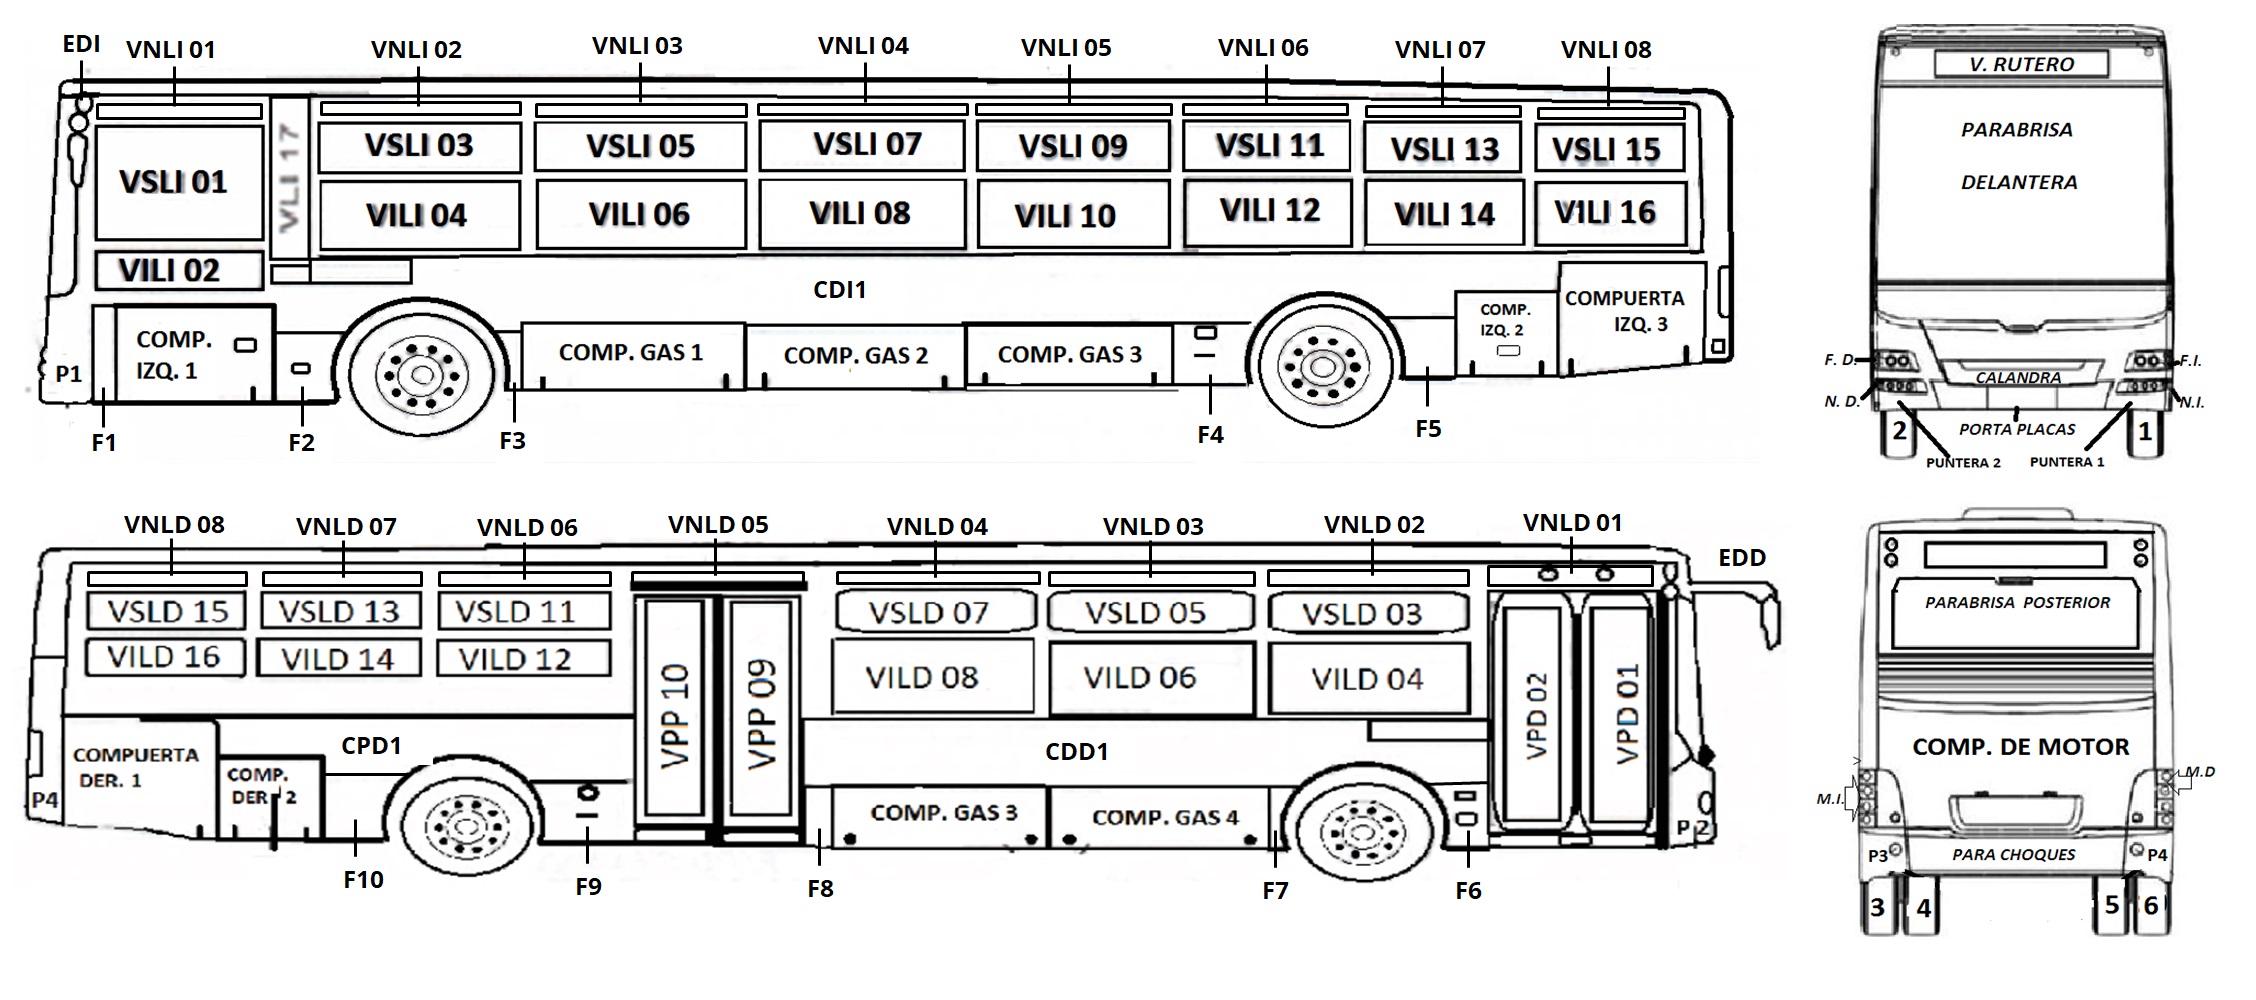 EDI VNLI 01 VNLI 02 VNLI 03 VNLI 04 VNLI 05 VNLI 06 VNLI 07 VNLI 08
VSLI 01 VLI 17 VSLI 03 VSLI 05 VSLI 07 VSLI 09 VSLI 11 VSLI 13 VSLI 15
VILI 02 VILI 04 VILI 06 VILI 08 VILI 10 VILI 12 VILI 14 VILI 16
CDI1
P1
COMP.
IZQ. 1
COMP. GAS 1
COMP. GAS 2
COMP. GAS 3
COMP.
IZQ. 2
COMPUERTA
IZQ. 3
F1 F2 F3 F4 F5
V. RUTERO
PARABRISA
DELANTERA
F. D. F.I.
CALANDRA
N. D. N.I.
2 PORTA PLACAS 1
PUNTERA 2 PUNTERA 1
VNLD 08 VNLD 07 VNLD 06 VNLD 05 VNLD 04 VNLD 03 VNLD 02 VNLD 01
EDD
VSLD 15 VSLD 13 VSLD 11 VSLD 07 VSLD 05 VSLD 03
VILD 16 VILD 14 VILD 12 VPP 10 VPP 09 VILD 08 VILD 06 VILD 04 VPD 02 VPD 01
COMPUERTA
DER. 1
CPD1
CDD1
P4
COMP.
DER. 2
COMP. GAS 3
COMP. GAS 4
P 2
F10 F9 F8 F7 F6
PARABRISA POSTERIOR
COMP. DE MOTOR
M.I. M.D
P3 PARA CHOQUES P4
3 4 5 6